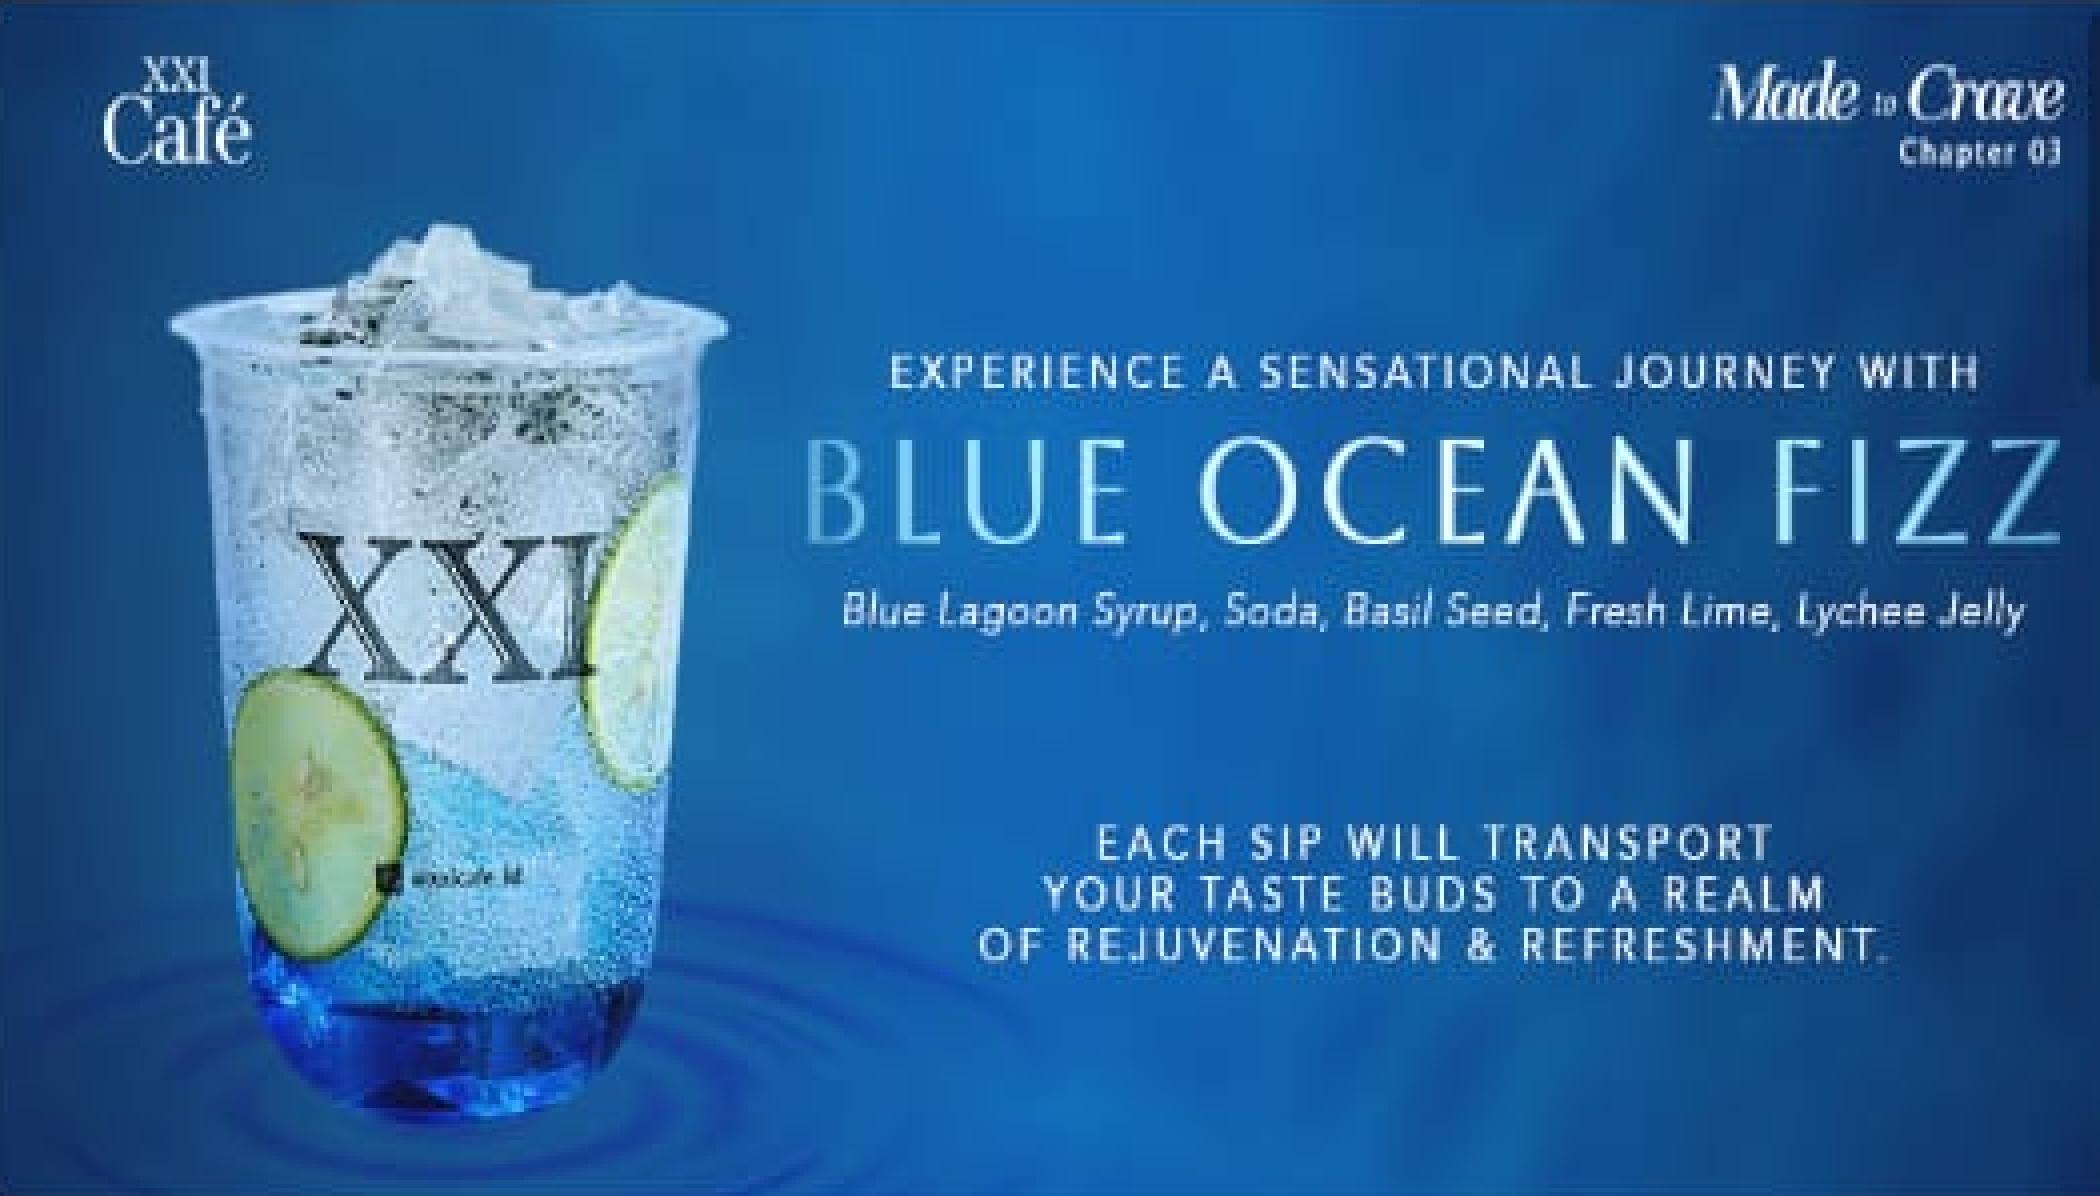 XXI
Café
Made to Crave
Chapter 03
EXPERIENCE A SENSATIONAL JOURNEY WITH
BLUE OCEAN FIZZ
Blue Lagoon Syrup, Soda, Basil Seed, Fresh Lime, Lychee Jelly
XXI
EACH SIP WILL TRANSPORT
YOUR TASTE BUDS TO A REALM
OF REJUVENATION & REFRESHMENT.